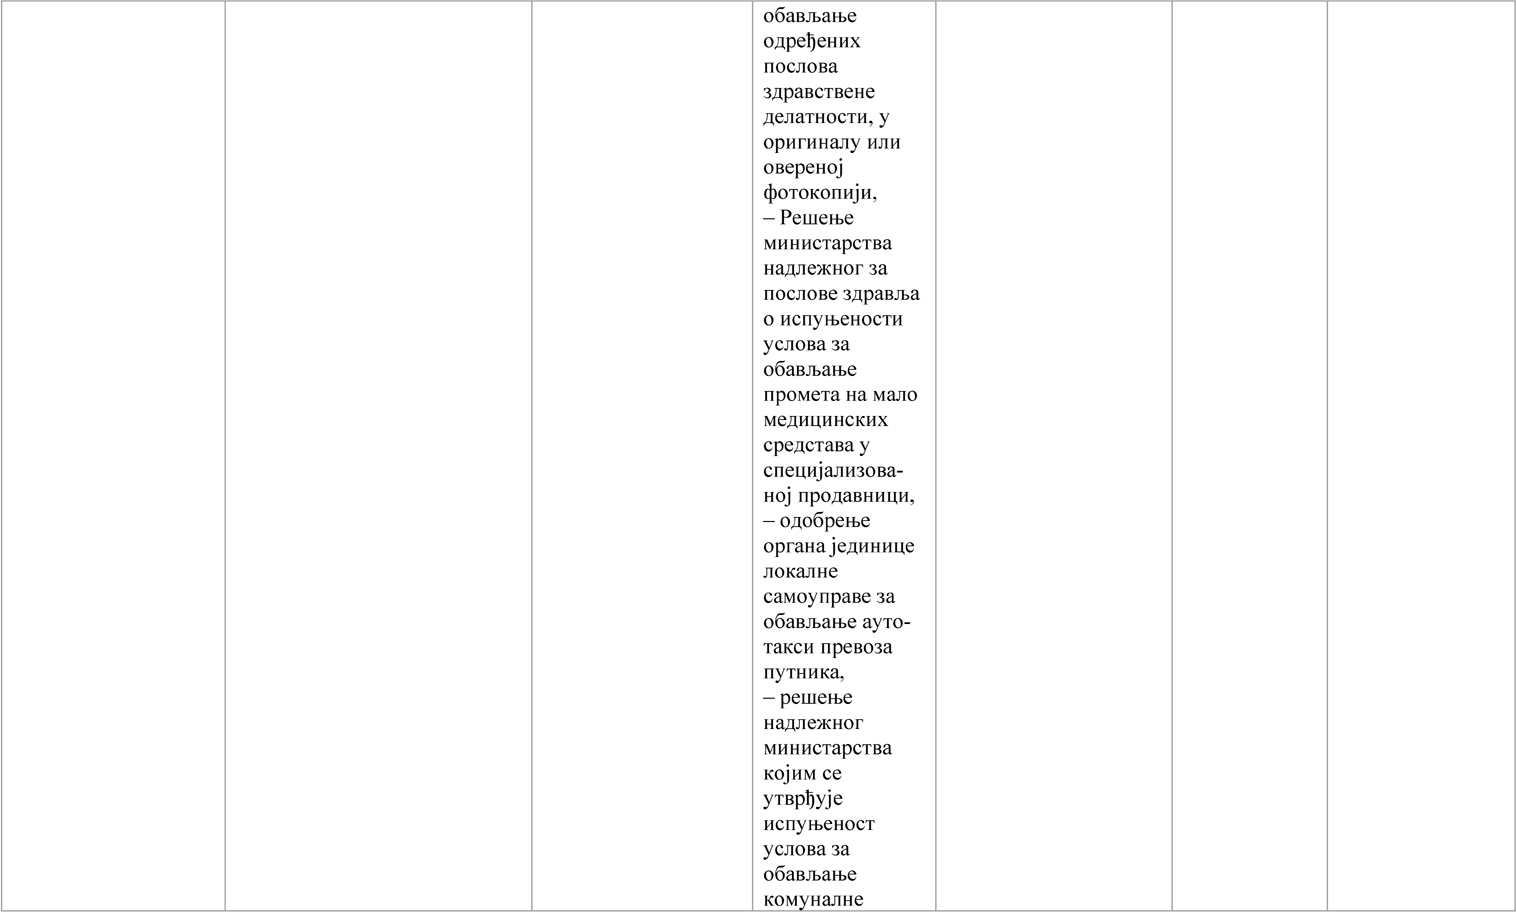 обављање
одређених
послова
здравствене
делатности, у
оригиналу или
овереној
фотокопији,
– Решење
министарства
надлежног за
послове здравља
о испуњености
услова за
обављање
промета на мало
медицинских
средстава у
специјализова-
ној продавници,
– одобрење
органа јединице
локалне
самоуправе за
обављање ауто-
такси превоза
путника,
– решење
надлежног
министарства
којим се
утврђује
испуњеност
услова за
обављање
комуналне